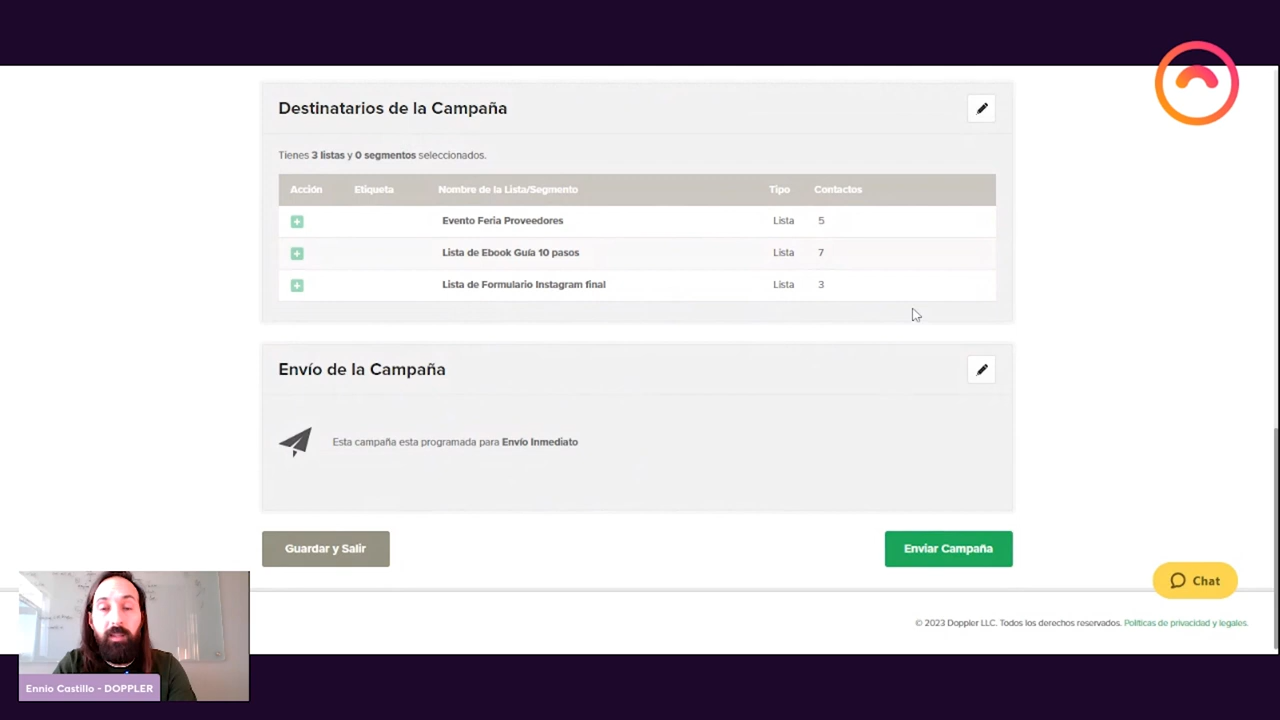 Destinatarios de la Campaña
Tienes 3 listas y 0 segmentos seleccionados.
Acción Etiqueta Nombre de la Lista/Segmento Tipo Contactos
Evento Feria Proveedores Lista 5
Lista de Ebook Guía 10 pasos Lista 7
Lista de Formulario Instagram final Lista 3
Envío de la Campaña
Esta campaña esta programada para Envío Inmediato
Guardar y Salir
Enviar Campaña
Chat
© 2023 Doppler LLC. Todos los derechos reservados. Políticas de privacidad y legales.
Ennio Castillo - DOPPLER